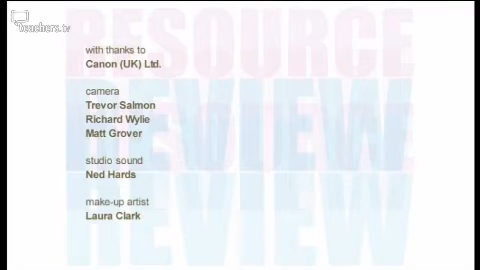 teachers.tv
RESOURCE
REVIEW
REVIEW
with thanks to
Canon (UK) Ltd.
camera
Trevor Salmon
Richard Wylie
Matt Grover
studio sound
Ned Hards
make-up artist
Laura Clark